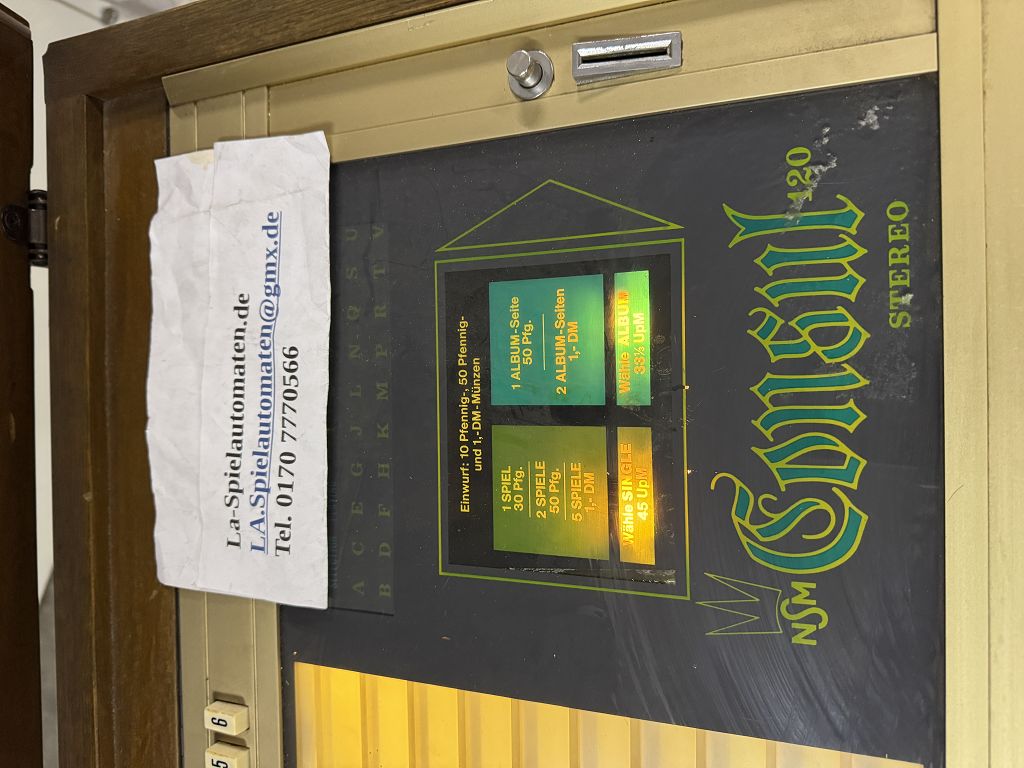 La-Spielautomaten.de
LA.Spielautomaten@gmx.de
Tel. 0170 77770566
A C E G J L N Q S U
B D F H K M P R T V
Einwurf: 10 Pfennig-, 50 Pfennig-
und 1,-DM-Münzen
1 SPIEL
30 Pfg.
2 SPIELE
50 Pfg.
5 SPIELE
1,- DM
1 ALBUM-Seite
50 Pfg.
2 ALBUM-Seiten
1,- DM
Wähle SINGLE
45 UpM
Wähle ALBUM
33⅓ UpM
NSM
Consul 120
STEREO
5 6